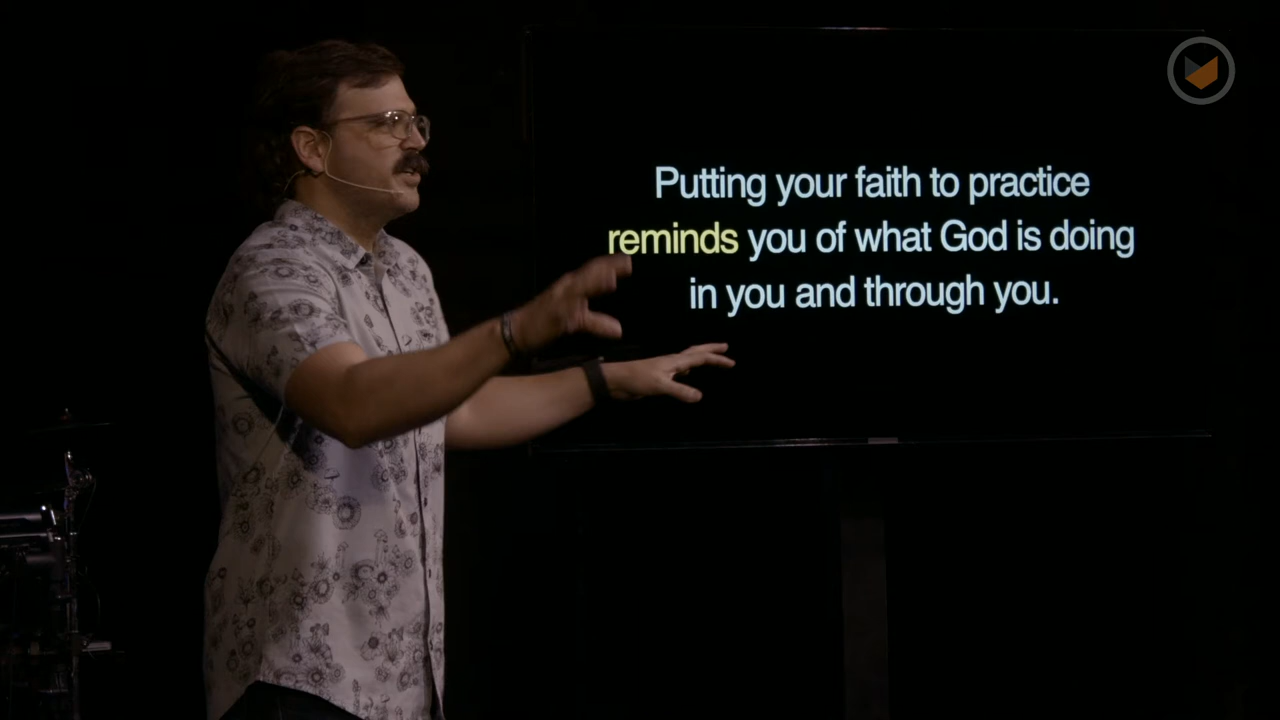 Putting your faith to practice
reminds you of what God is doing
in you and through you.